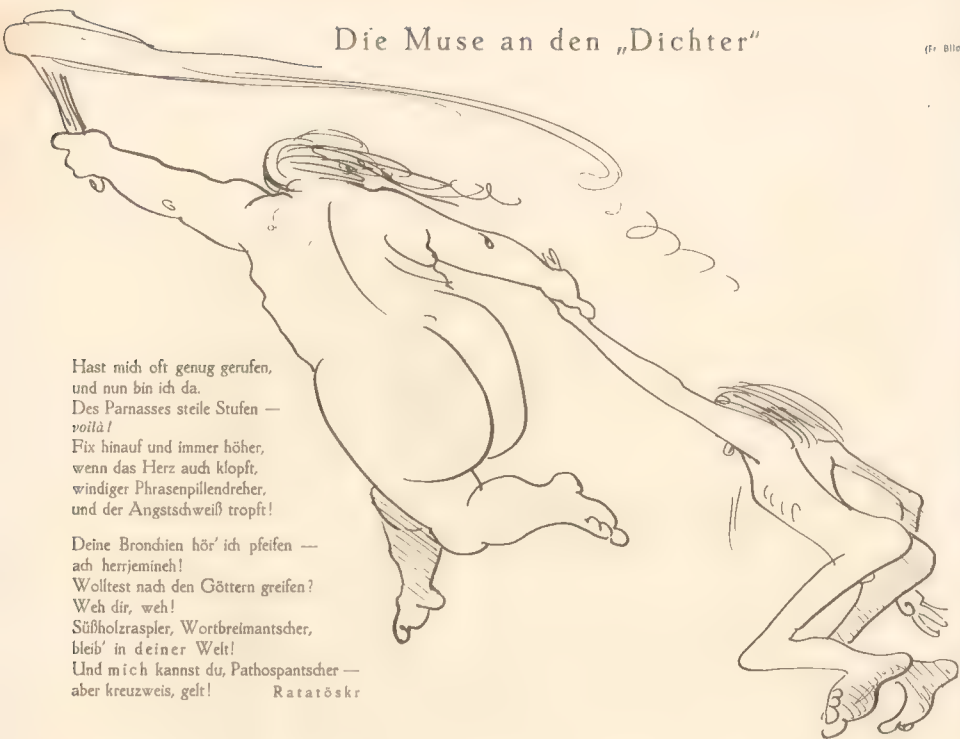 Die Muse an den „Dichter“
(Fr Bilek
Hast mich oft genug gerufen,
und nun bin ich da.
Des Parnasses steile Stufen —
voilà!
Fix hinauf und immer höher,
wenn das Herz auch klopft,
windiger Phrasenpillendreher,
und der Angstschweiß tropft!
Deine Bronchien hör' ich pfeifen —
ach herrjemineh!
Wolltest nach den Göttern greifen?
Weh dir, weh!
Süßholzraspler, Wortbreimantscher,
bleib' in deiner Welt!
Und mich kannst du, Pathospantscher —
aber kreuzweis, gelt!
Ratatöskr